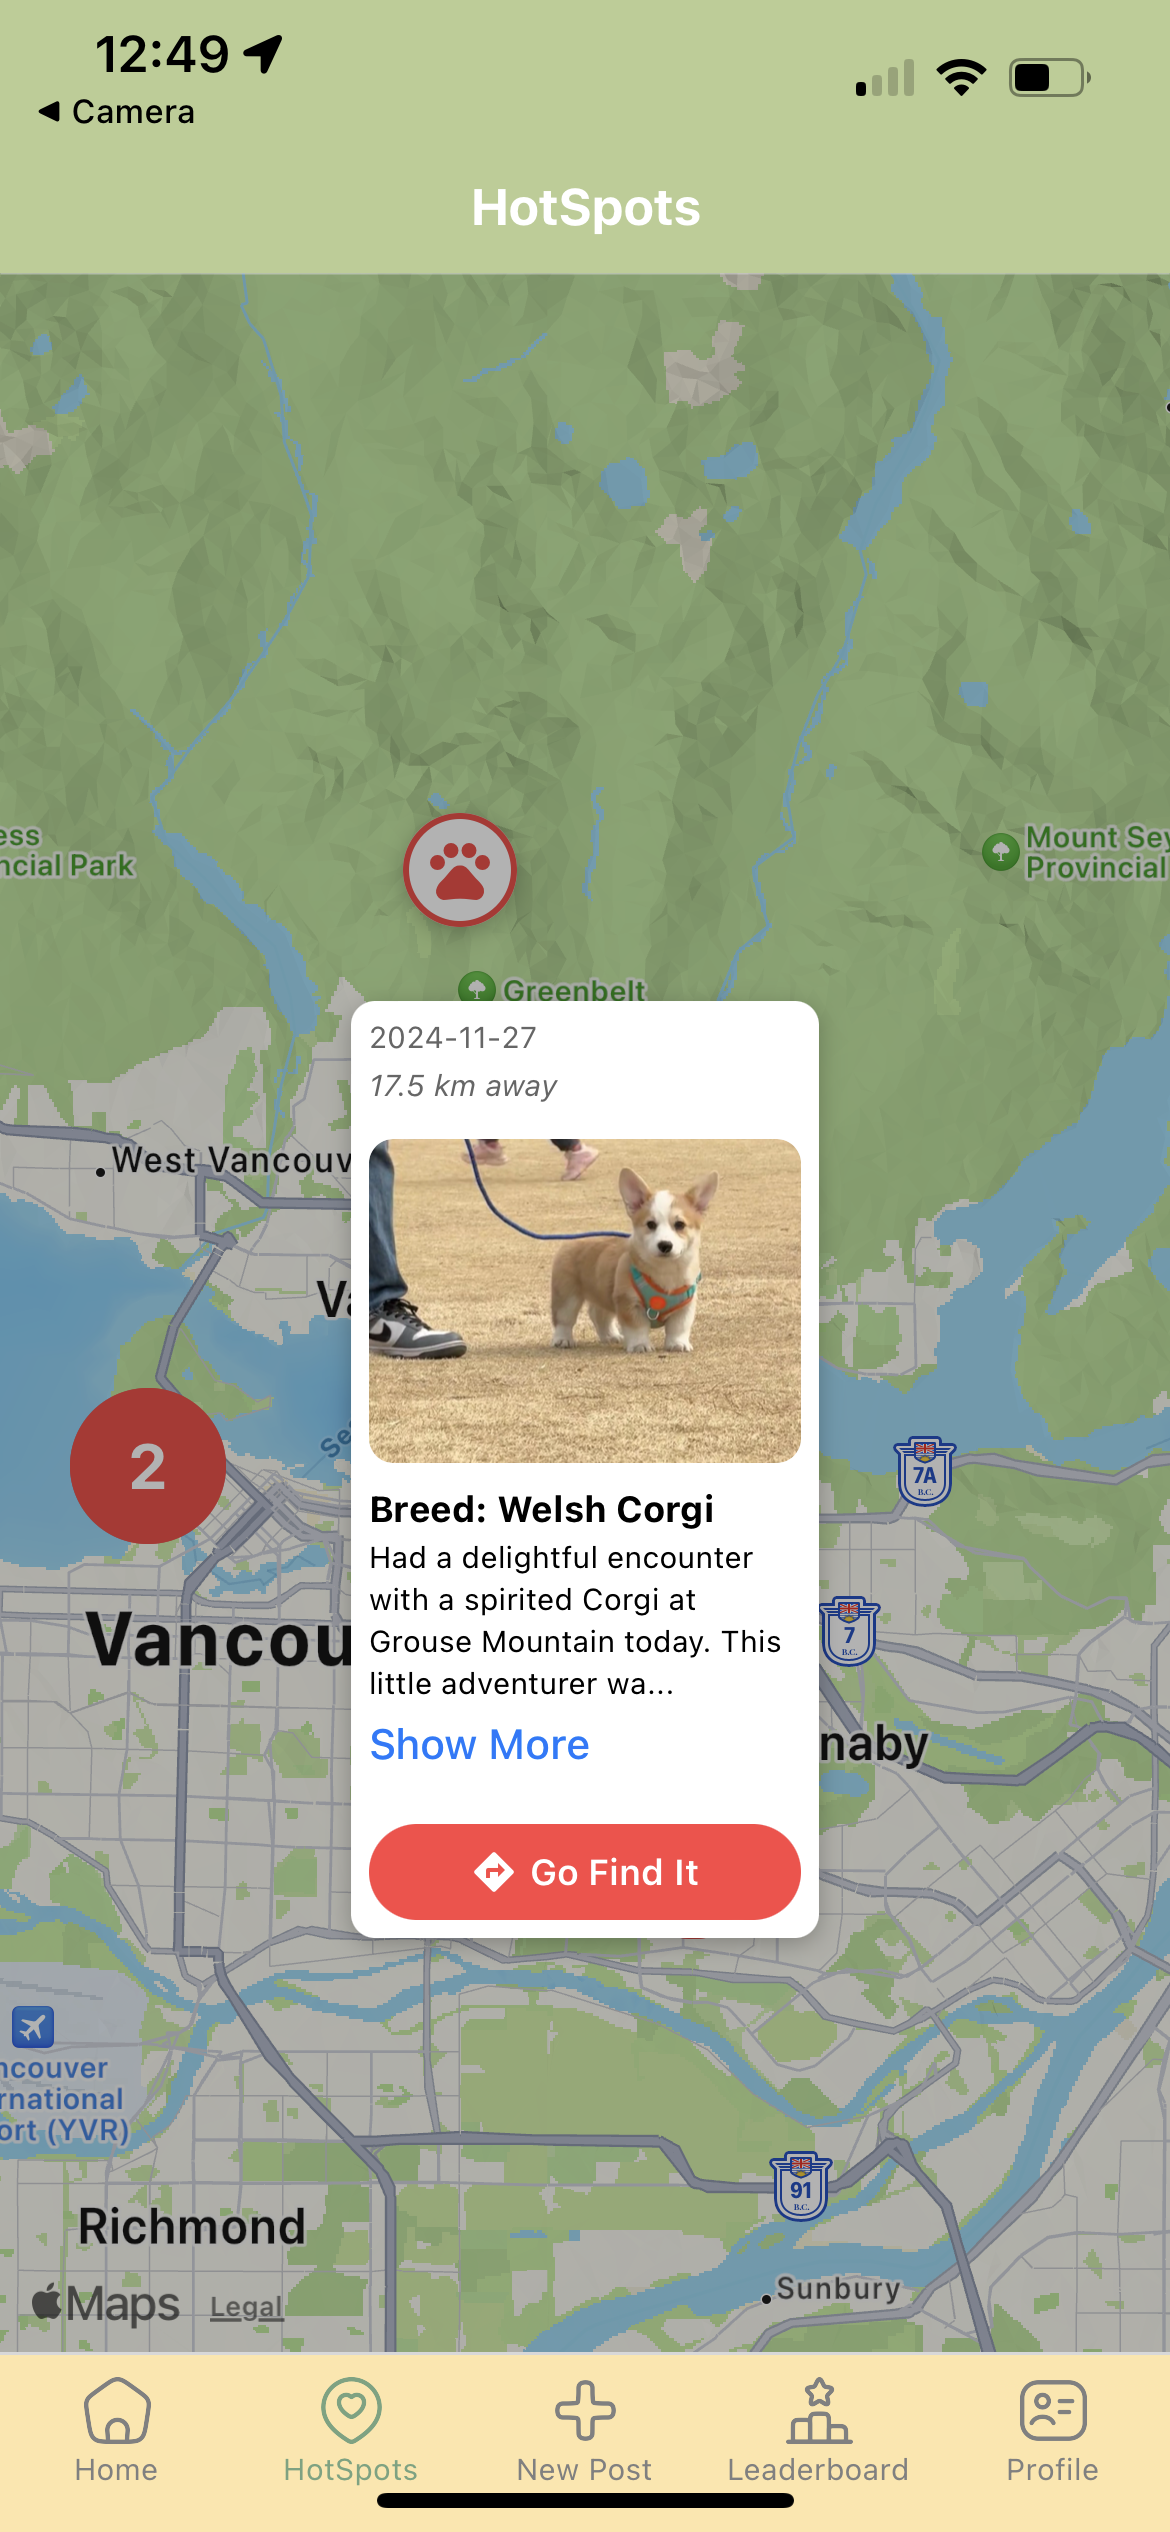 12:49
◀ Camera
HotSpots
ess
ncial Park
Mount Sey
Provincial
Greenbelt
2024-11-27
17.5 km away
West Vancouv
Va
2
Se
7A
B.C.
Breed: Welsh Corgi
Had a delightful encounter
with a spirited Corgi at
Grouse Mountain today. This
little adventurer wa...
Show More
Vancou
7
B.C.
naby
Go Find It
ncouver
rnational
ort (YVR)
91
B.C.
Richmond
Sunbury
Maps Legal
Home
HotSpots
New Post
Leaderboard
Profile